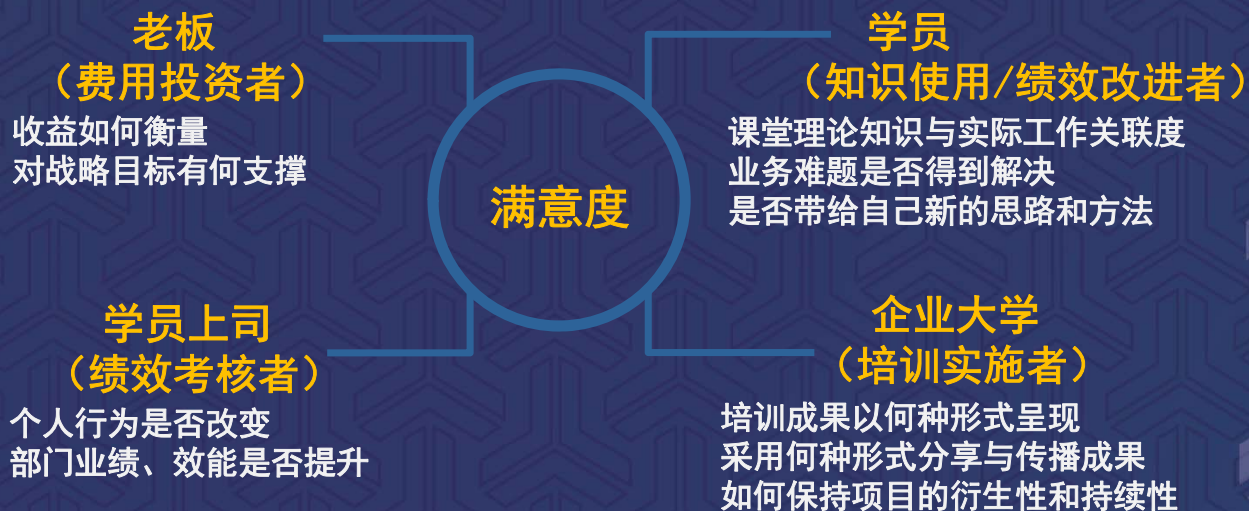 老板
（费用投资者）
收益如何衡量
对战略目标有何支撑
学员
（知识使用/绩效改进者）
课堂理论知识与实际工作关联度
业务难题是否得到解决
是否带给自己新的思路和方法
满意度
学员上司
（绩效考核者）
个人行为是否改变
部门业绩、效能是否提升
企业大学
（培训实施者）
培训成果以何种形式呈现
采用何种形式分享与传播成果
如何保持项目的衍生性和持续性